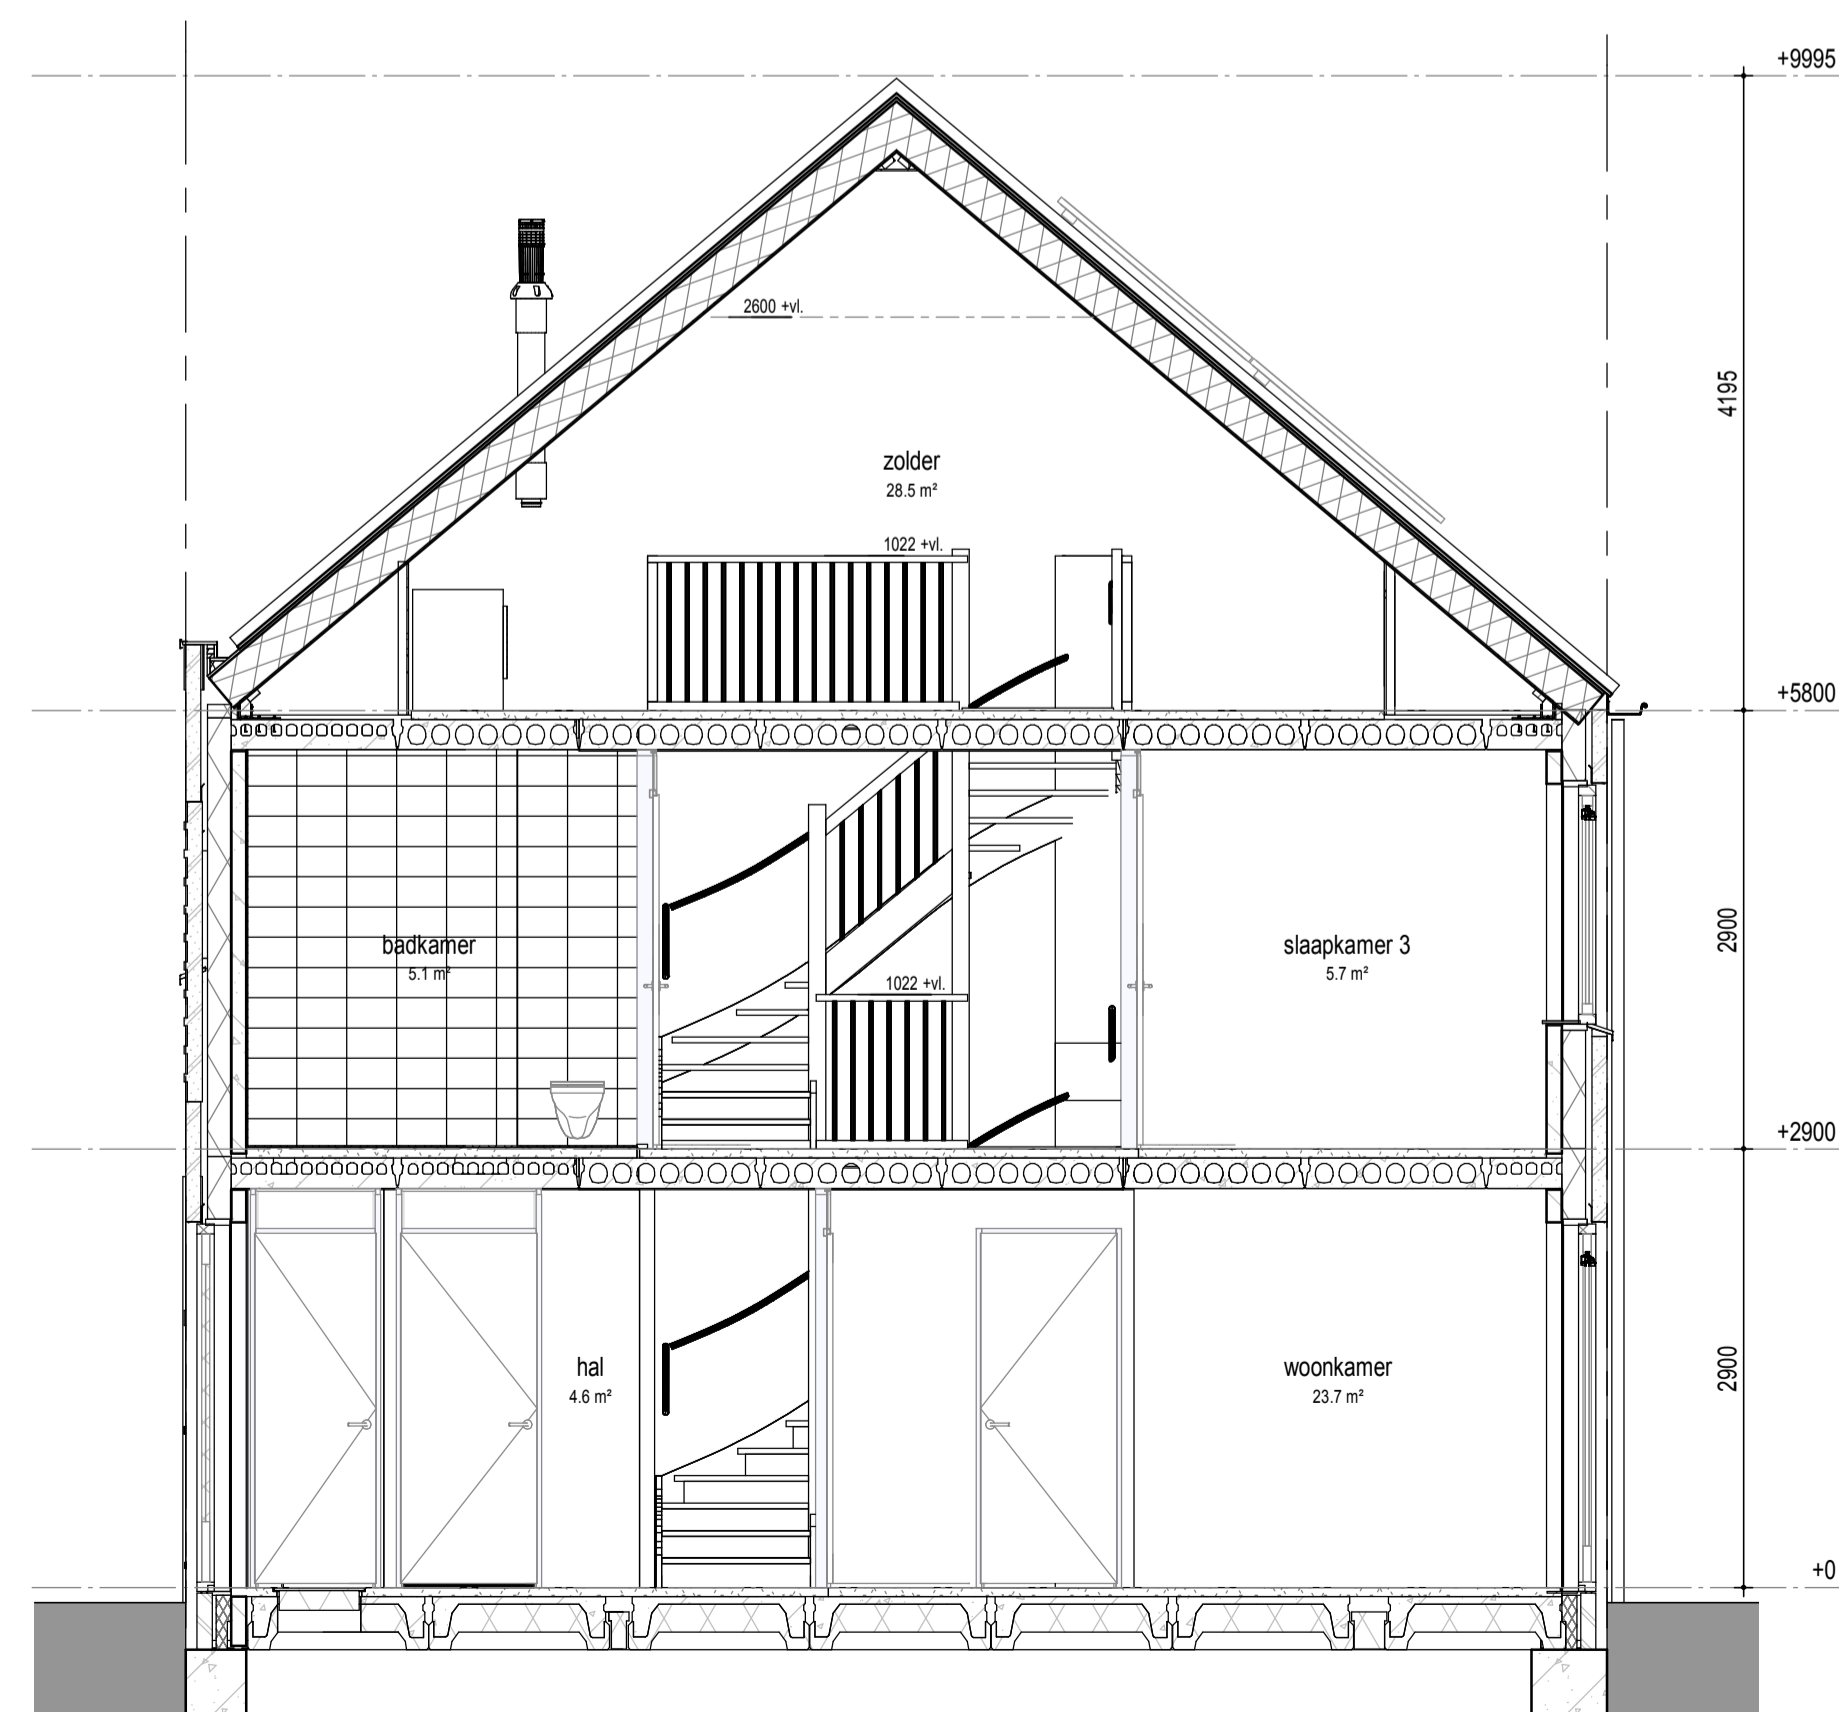 +9995
2600 +vl.
4195
zolder
28.5 m²
1022 +vl.
+5800
badkamer
5.1 m²
slaapkamer 3
5.7 m²
2900
1022 +vl.
+2900
hal
4.6 m²
woonkamer
23.7 m²
2900
+0